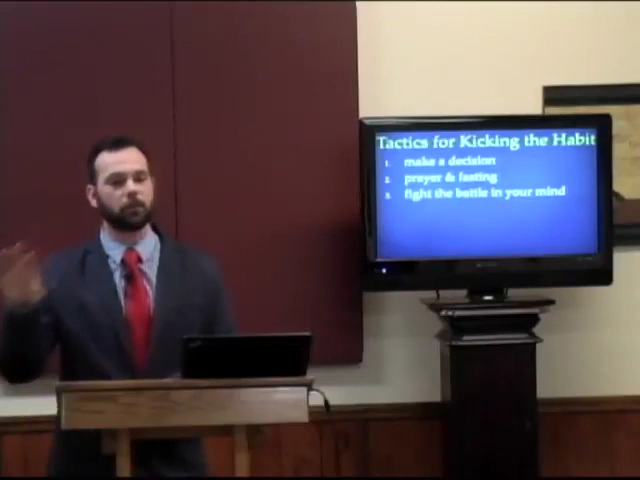 Tactics for Kicking the Habit
1. make a decision
2. prayer & fasting
3. fight the battle in your mind